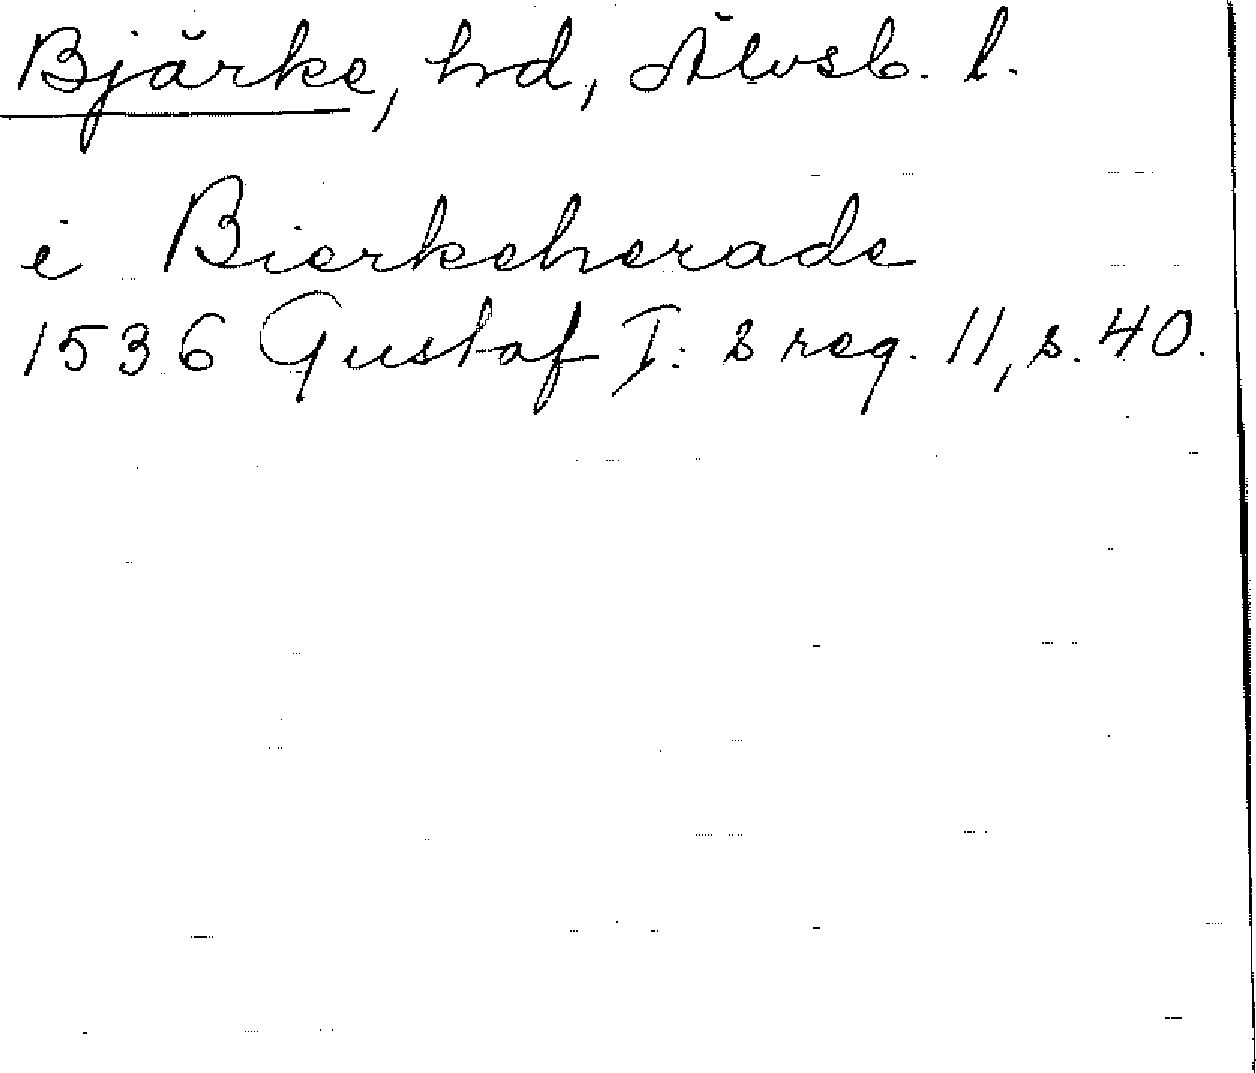 Bjärke, hd, Älvsb. l.
i Bierkeherade
1536 Gustaf I: s reg. 11, s. 40.